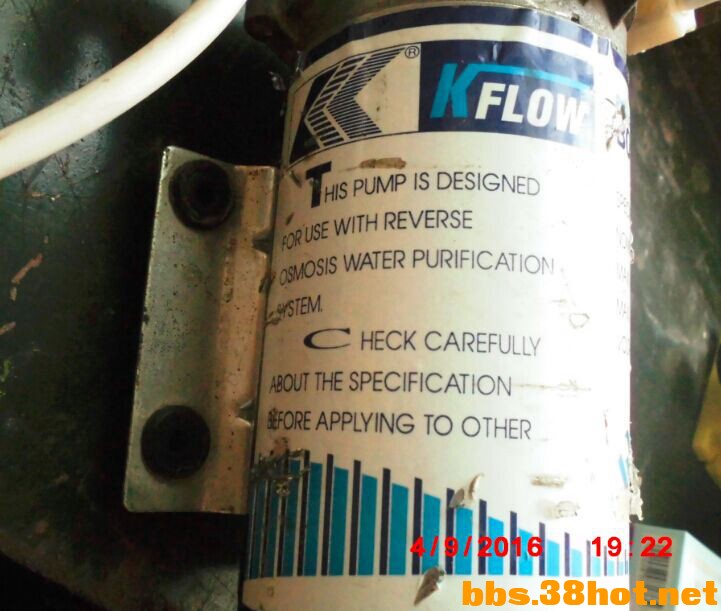 ®
KFLOW
THIS PUMP IS DESIGNED
FOR USE WITH REVERSE
OSMOSIS WATER PURIFICATION
SYSTEM.
CHECK CAREFULLY
ABOUT THE SPECIFICATION
BEFORE APPLYING TO OTHER
4/9/2016 19:22
bbs.38hot.net